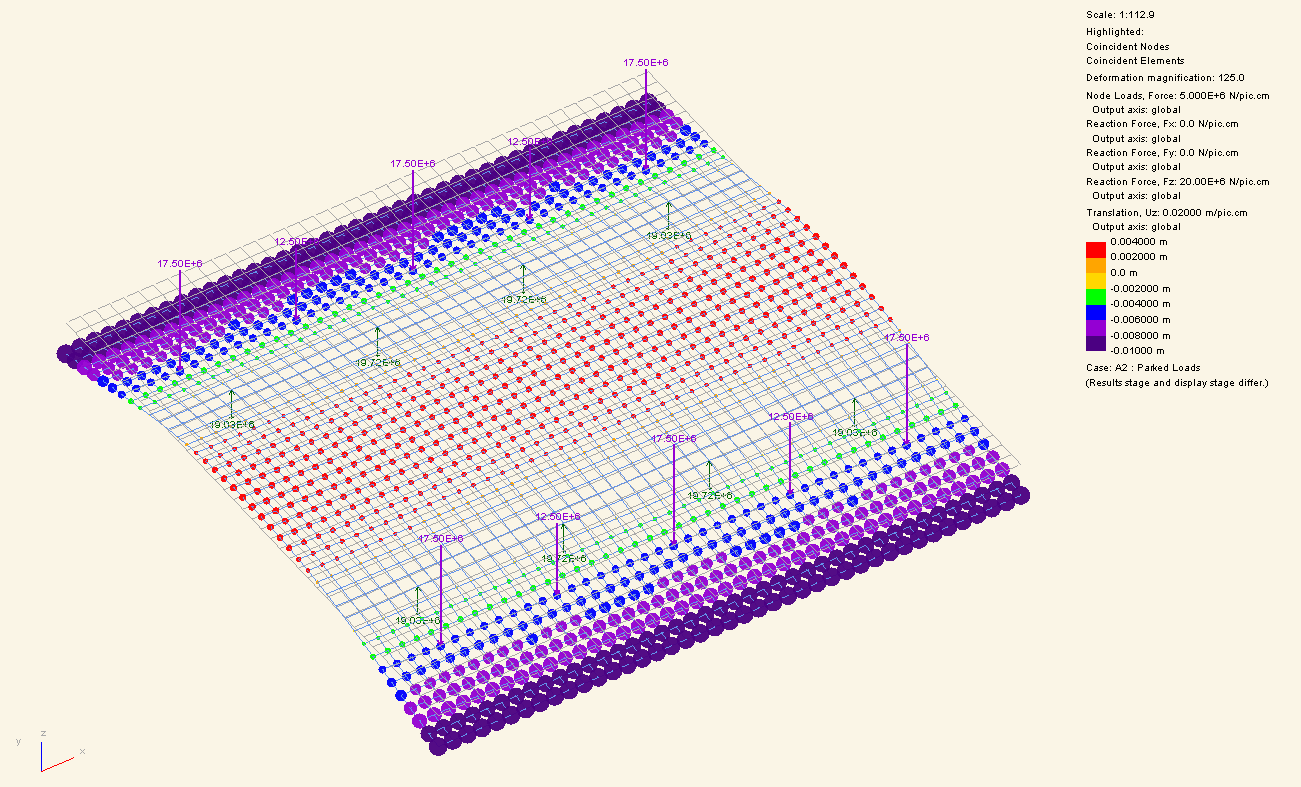 Scale: 1:112.9
Highlighted:
Coincident Nodes
Coincident Elements
Deformation magnification: 125.0
Node Loads, Force: 5.000E+6 N/pic.cm
Output axis: global
Reaction Force, Fx: 0.0 N/pic.cm
Output axis: global
Reaction Force, Fy: 0.0 N/pic.cm
Output axis: global
Reaction Force, Fz: 20.00E+6 N/pic.cm
Output axis: global
Translation, Uz: 0.02000 m/pic.cm
Output axis: global
0.004000 m
0.002000 m
0.0 m
-0.002000 m
-0.004000 m
-0.006000 m
-0.008000 m
-0.01000 m
Case: A2 : Parked Loads
(Results stage and display stage differ.)
17.50E+6
12.50E+6
17.50E+6
12.50E+6
17.50E+6
19.03E+6
19.72E+6
19.72E+6
19.03E+6
17.50E+6
12.50E+6
19.03E+6
17.50E+6
19.72E+6
12.50E+6
17.50E+6
19.72E+6
19.03E+6
z
y
x